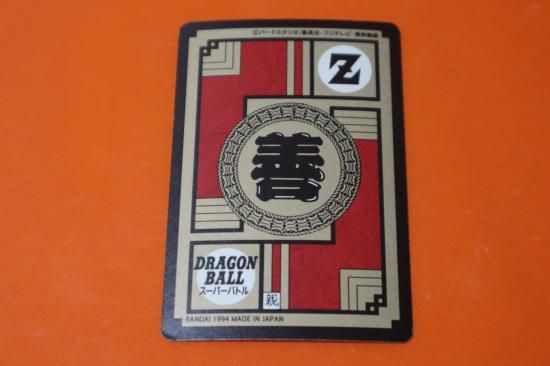 ©バードスタジオ/集英社・フジテレビ・東映動画
Z
善
DRAGON
BALL
スーパーバトル
親
BANDAI 1994 MADE IN JAPAN